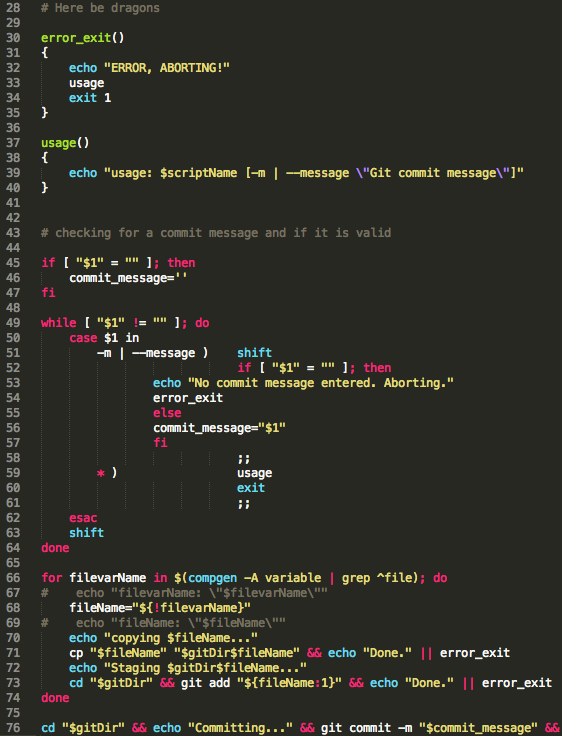 28 # Here be dragons
29
30 error_exit()
31 {
32 echo "ERROR, ABORTING!"
33 usage
34 exit 1
35 }
36
37 usage()
38 {
39 echo "usage: $scriptName [-m | --message \"Git commit message\"]"
40 }
41
42
43 # checking for a commit message and if it is valid
44
45 if [ "$1" = "" ]; then
46 commit_message=''
47 fi
48
49 while [ "$1" != "" ]; do
50 case $1 in
51 -m | --message ) shift
52 if [ "$1" = "" ]; then
53 echo "No commit message entered. Aborting."
54 error_exit
55 else
56 commit_message="$1"
57 fi
58 ;;
59 * ) usage
60 exit
61 ;;
62 esac
63 shift
64 done
65
66 for filevarName in $(compgen -A variable | grep ^file); do
67 # echo "filevarName: \"$filevarName\""
68 fileName="${!filevarName}"
69 # echo "fileName: \"$fileName\""
70 echo "copying $fileName..."
71 cp "$fileName" "$gitDir$fileName" && echo "Done." || error_exit
72 echo "Staging $gitDir$fileName..."
73 cd "$gitDir" && git add "${fileName:1}" && echo "Done." || error_exit
74 done
75
76 cd "$gitDir" && echo "Committing..." && git commit -m "$commit_message" &&